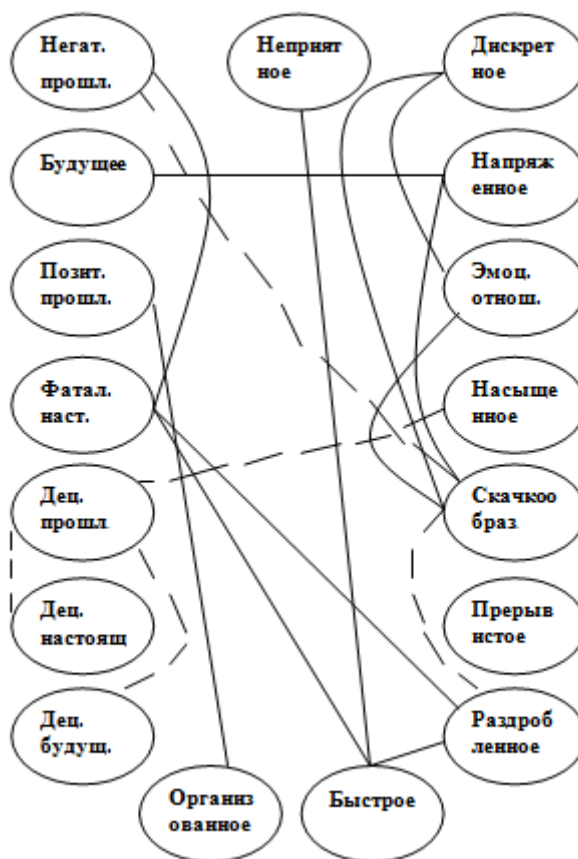 Негат.
прошл.
Неприят
ное
Дискрет
ное
Будущее
Напряж
енное
Позит.
прошл.
Эмоц.
отнош.
Фатал.
наст.
Насыще
нное
Дец.
прошл
Скачкоо
браз
Дец.
настоящ
Прерыв
истое
Дец.
будущ.
Раздроб
ленное
Организ
ованное
Быстрое